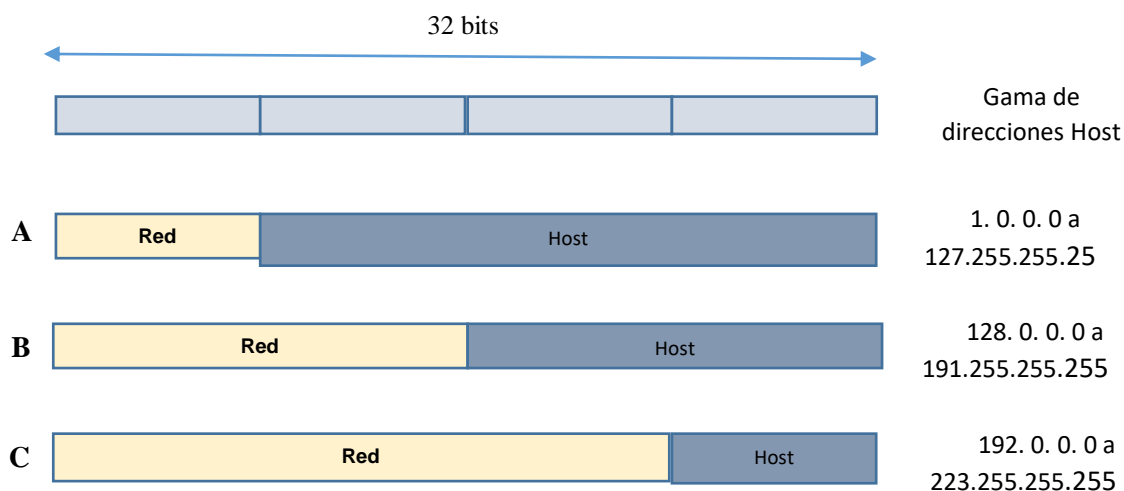 32 bits
Gama de
direcciones Host
A
Red
Host
1. 0. 0. 0 a
127.255.255.25
B
Red
Host
128. 0. 0. 0 a
191.255.255.255
C
Red
Host
192. 0. 0. 0 a
223.255.255.255